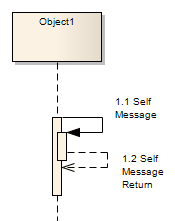 Object1
1.1 Self
Message
1.2 Self
Message
Return